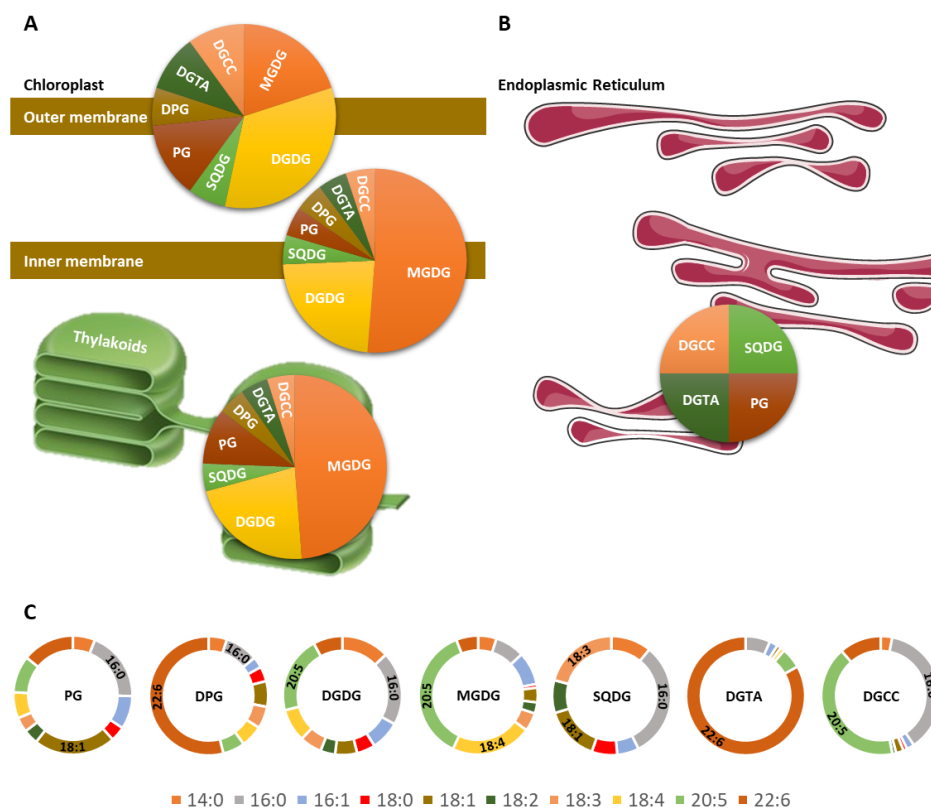 A
B
Chloroplast
Endoplasmic Reticulum
Outer membrane
DGCC
MGDG
DGTA
DPG
PG
SQDG
DGDG
Inner membrane
DGCC
DGTA
DPG
PG
SQDG
DGDG
MGDG
Thylakoids
DGCC
DGTA
DPG
PG
SQDG
DGDG
MGDG
DGCC
SQDG
DGTA
PG
C
PG
16:0
18:1
DPG
16:0
22:6
DGDG
20:5
16:0
MGDG
20:5
18:4
SQDG
18:3
16:0
18:1
DGTA
22:6
DGCC
20:5
14:0 16:0 16:1 18:0 18:1 18:2 18:3 18:4 20:5 22:6